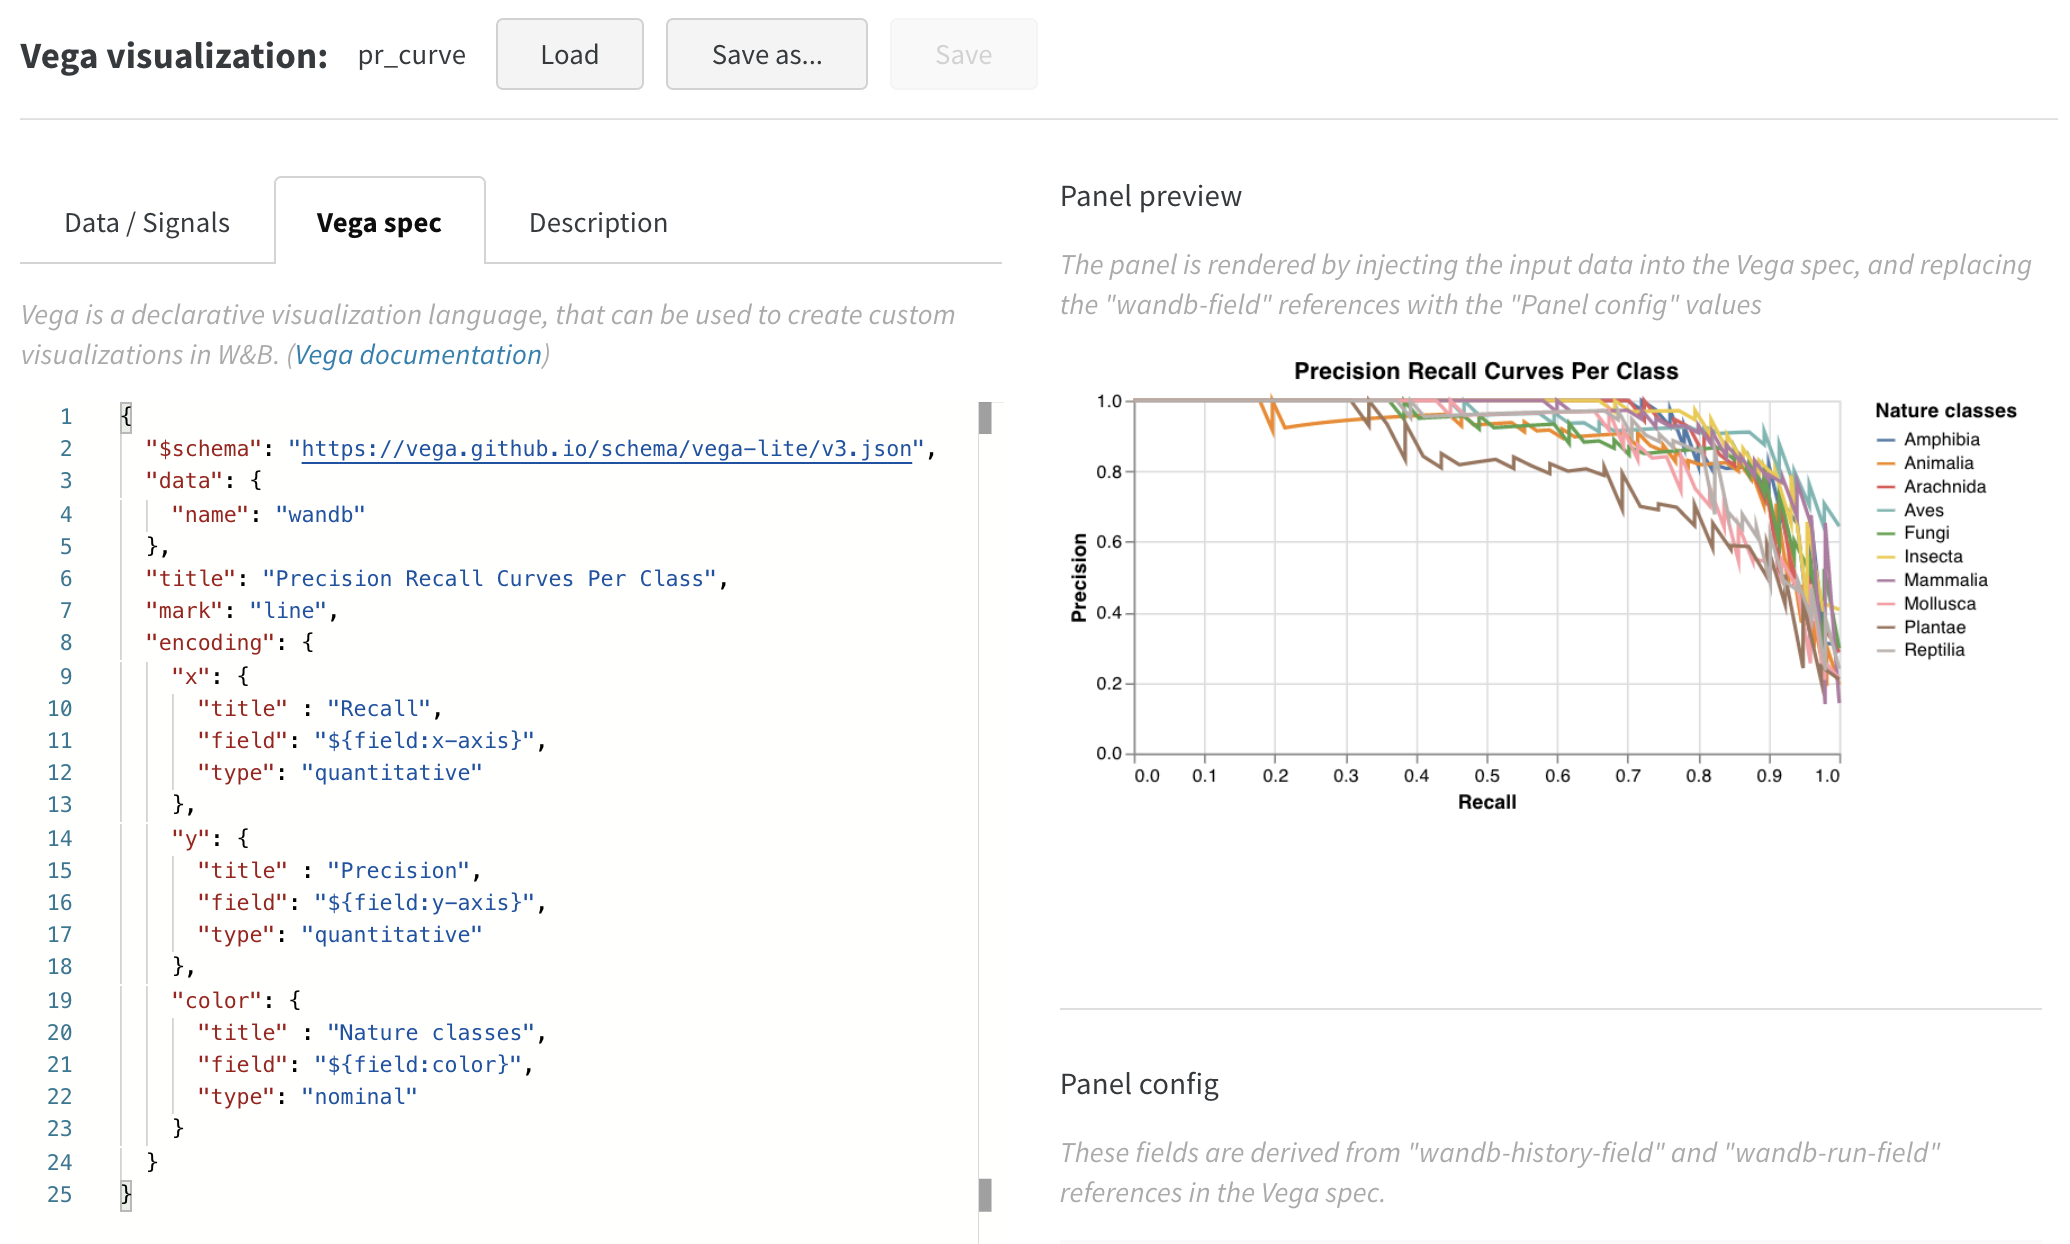 Vega visualization: pr_curve Load Save as... Save
Data / Signals Vega spec Description
Vega is a declarative visualization language, that can be used to create custom
visualizations in W&B. (Vega documentation)
1 {
2 "$schema": "https://vega.github.io/schema/vega-lite/v3.json",
3 "data": {
4 "name": "wandb"
5 },
6 "title": "Precision Recall Curves Per Class",
7 "mark": "line",
8 "encoding": {
9 "x": {
10 "title" : "Recall",
11 "field": "${field:x-axis}",
12 "type": "quantitative"
13 },
14 "y": {
15 "title" : "Precision",
16 "field": "${field:y-axis}",
17 "type": "quantitative"
18 },
19 "color": {
20 "title" : "Nature classes",
21 "field": "${field:color}",
22 "type": "nominal"
23 }
24 }
25 }
Panel preview
The panel is rendered by injecting the input data into the Vega spec, and replacing
the "wandb-field" references with the "Panel config" values
Precision Recall Curves Per Class
1.0
0.8
0.6
0.4
0.2
0.0
Precision
0.0 0.1 0.2 0.3 0.4 0.5 0.6 0.7 0.8 0.9 1.0
Recall
Nature classes
Amphibia
Animalia
Arachnida
Aves
Fungi
Insecta
Mammalia
Mollusca
Plantae
Reptilia
Panel config
These fields are derived from "wandb-history-field" and "wandb-run-field"
references in the Vega spec.